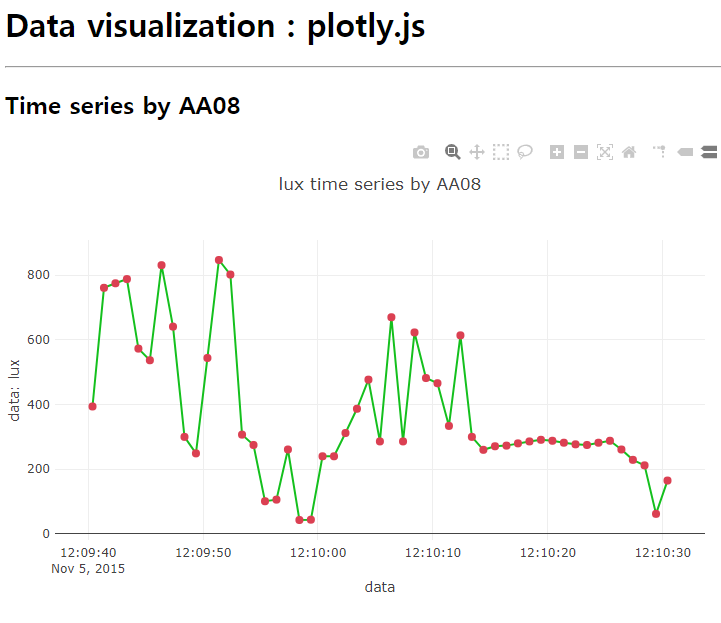 Data visualization : plotly.js
Time series by AA08
lux time series by AA08
800
600
400
200
0
data: lux
12:09:40 12:09:50 12:10:00 12:10:10 12:10:20 12:10:30
Nov 5, 2015
data